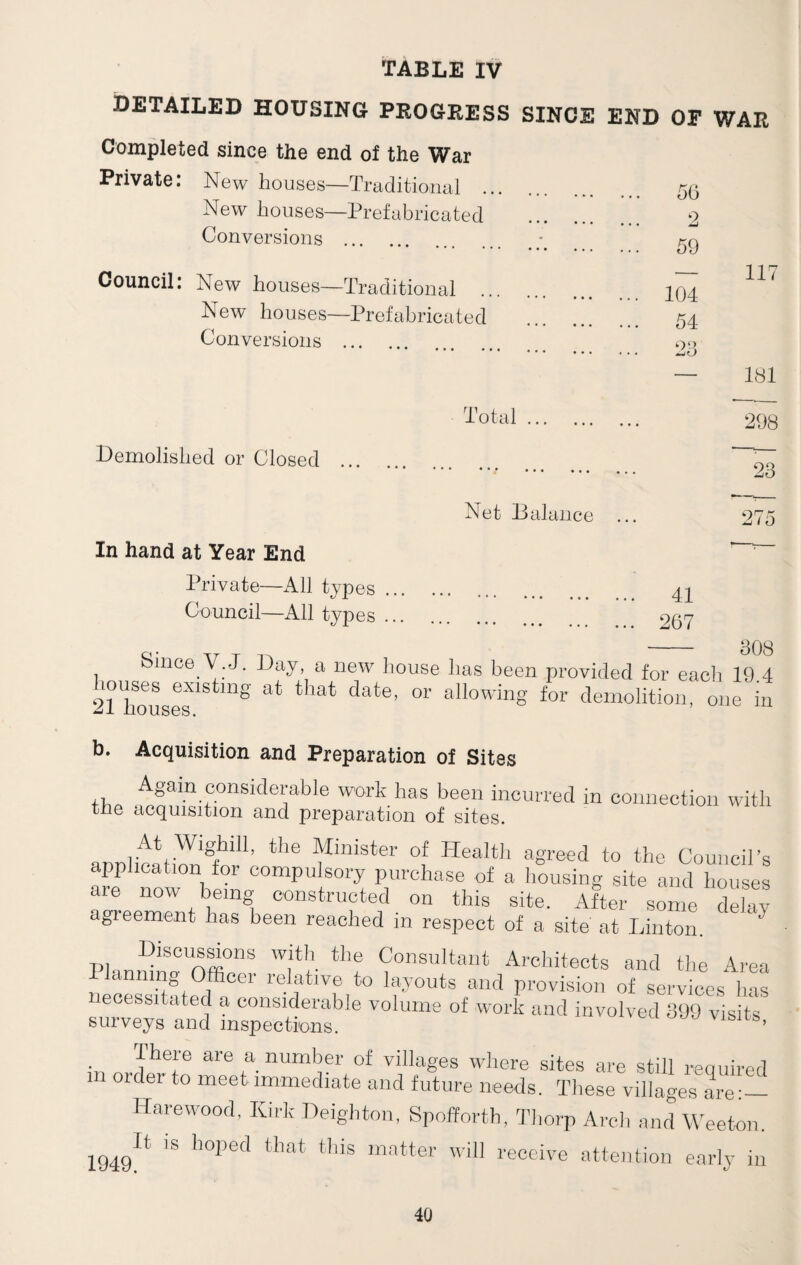 TABLE IV
DETAILED HOUSING PROGRESS SINCE END OF WAR
Completed since the end of the War
Private: New houses—Traditional ... ... ... ... 56
New houses—Prefabricated ... ... ... 2
Conversions ... ... ... ... ... ... ... 59
117
Council: New houses—Traditional ... ... ... ... 104
New houses—Prefabricated ... ... ... 54
Conversions ... ... ... ... ... ... ... 23
— 181
Total ... ... ... 298
Demolished or Closed ... ... ... ... ... ... ... 23
Net Balance ... 275
In hand at Year End
Private—All types ... ... ... ... ... ... 41
Council—All types ... ... ... ... ... ... 267
308
Since V.J. Day, a new house has been provided for each 19.4
houses existing at that date, or allowing for demolition, one in
21 houses.
b. Acquisition and Preparation of Sites
Again considerable work has been incurred in connection with
the acquisition and preparation of sites.
At Wighill, the Minister of Health agreed to the Council's
application for compulsory purchase of a housing site and houses
are now being constructed on this site. After some delay
agreement has been reached in respect of a site at Linton.
Discussions with the Consultant Architects and the Area
Planning Officer relative to layouts and provision of services has
necessitated a considerable volume of work and involved 399 visits,
surveys and inspections.
There are a number of villages where sites are still required
in order to meet immediate and future needs. These villages are:—
Harewood, Kirk Deighton, Spofforth, Thorp Arch and Weeton.
It is hoped that this matter will receive attention early in
1949.
40